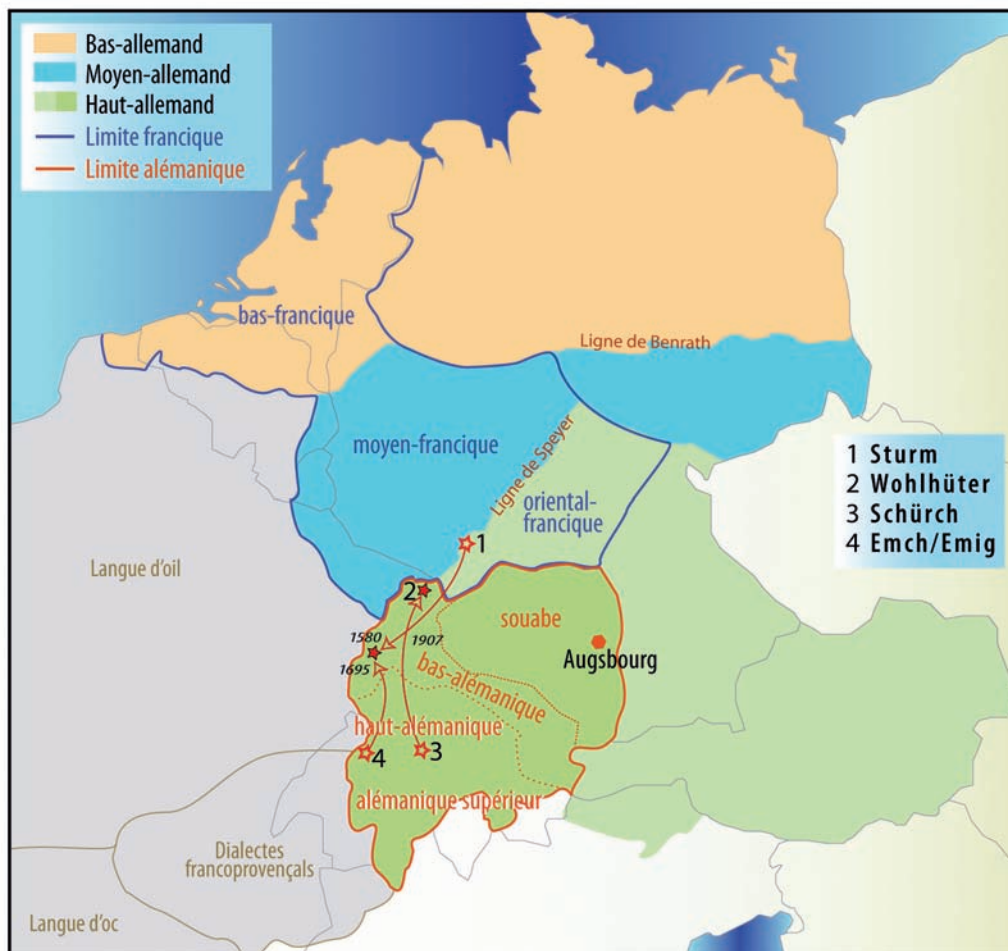 Bas-allemand
Moyen-allemand
Haut-allemand
Limite francique
Limite alémanique
bas-francique
Ligne de Benrath
moyen-francique
Ligne de Speyer
oriental-
francique
1 Sturm
2 Wohlhüter
3 Schürch
4 Emch/Emig
1
Langue d'oil
2
souabe
1580
1907
Augsbourg
1695
bas-alémanique
haut-alémanique
4
3
alémanique supérieur
Dialectes
francoprovençals
Langue d'oc